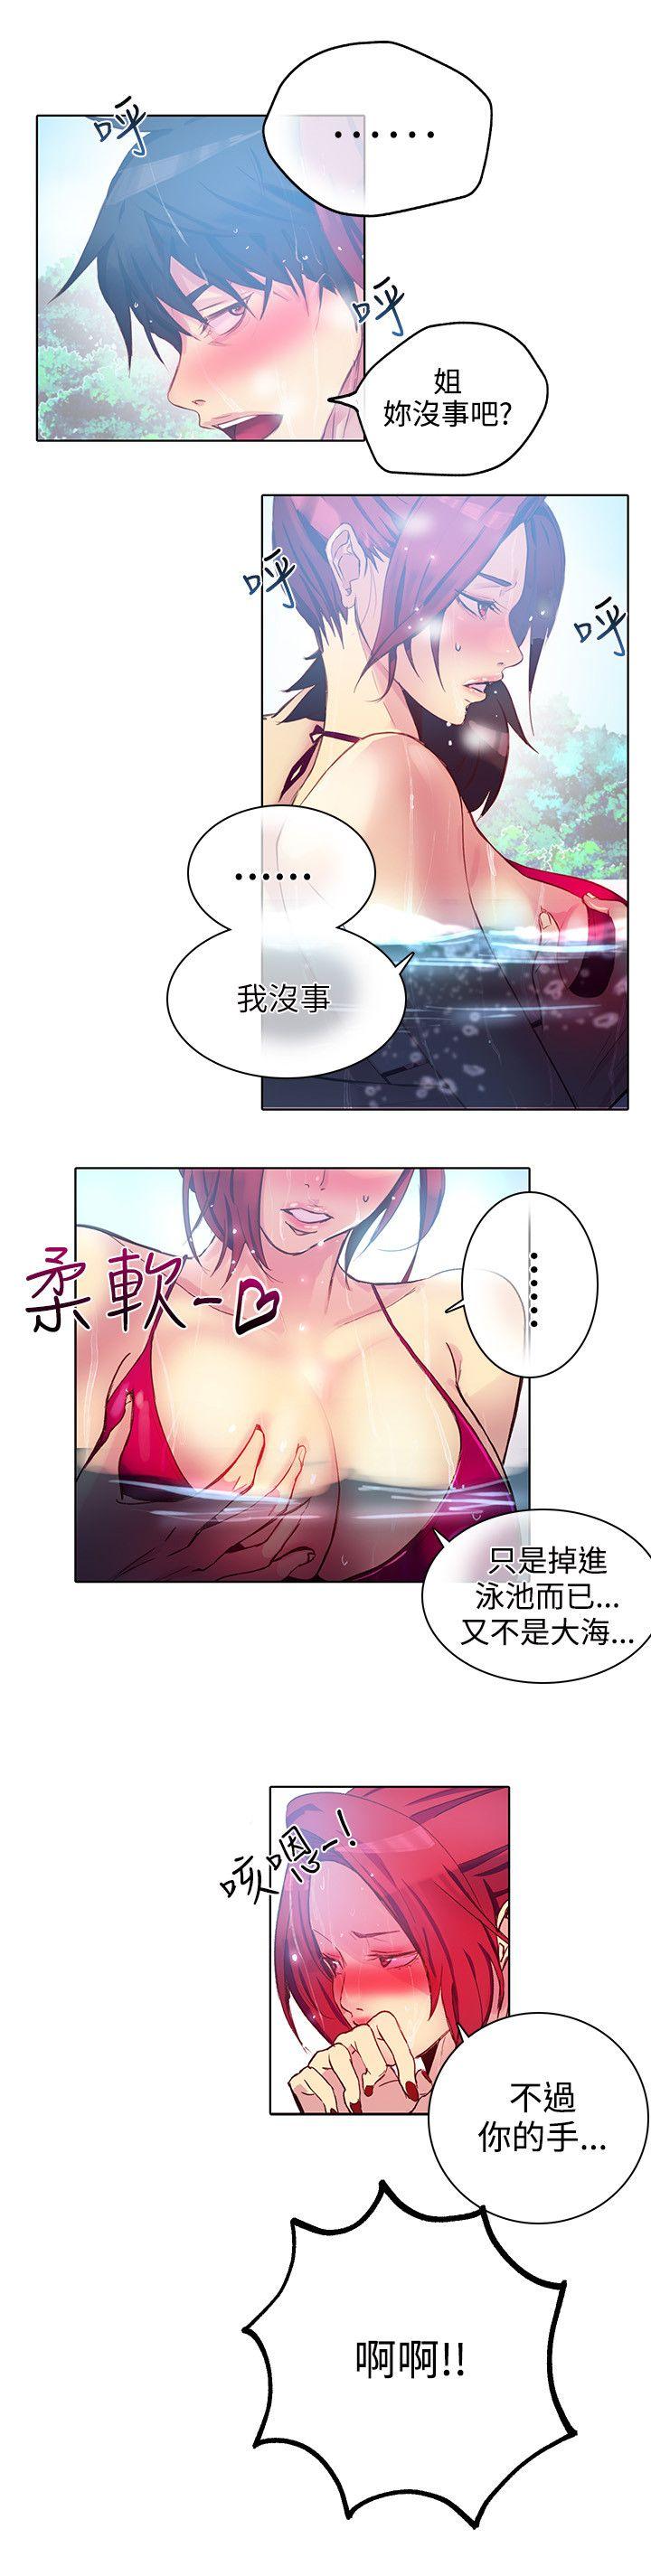 呼
……
呼
姐
妳沒事吧?
呼
呼
……
我沒事
柔軟~♡
……
只是掉進
泳池而已…
又不是大海…
咳嗯~!
不過
你的手…
啊啊!!